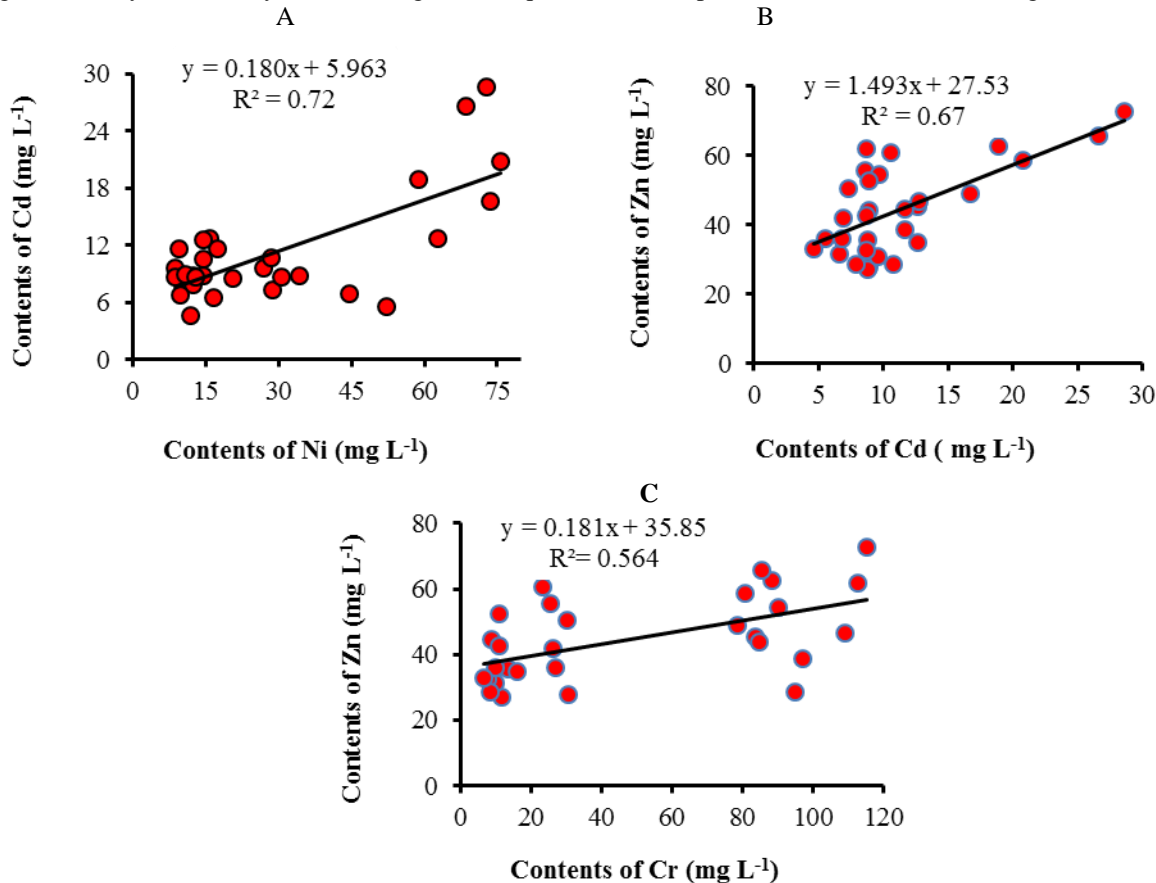 A
y = 0.180x + 5.963
R² = 0.72
30
24
18
12
6
0
0 15 30 45 60 75
Contents of Cd (mg L⁻¹)
Contents of Ni (mg L⁻¹)
B
y = 1.493x + 27.53
R² = 0.67
80
60
40
20
0
0 5 10 15 20 25 30
Contents of Zn (mg L⁻¹)
Contents of Cd ( mg L⁻¹)
C
y = 0.181x + 35.85
R²= 0.564
80
60
40
20
0
0 20 40 60 80 100 120
Contents of Zn (mg L⁻¹)
Contents of Cr (mg L⁻¹)